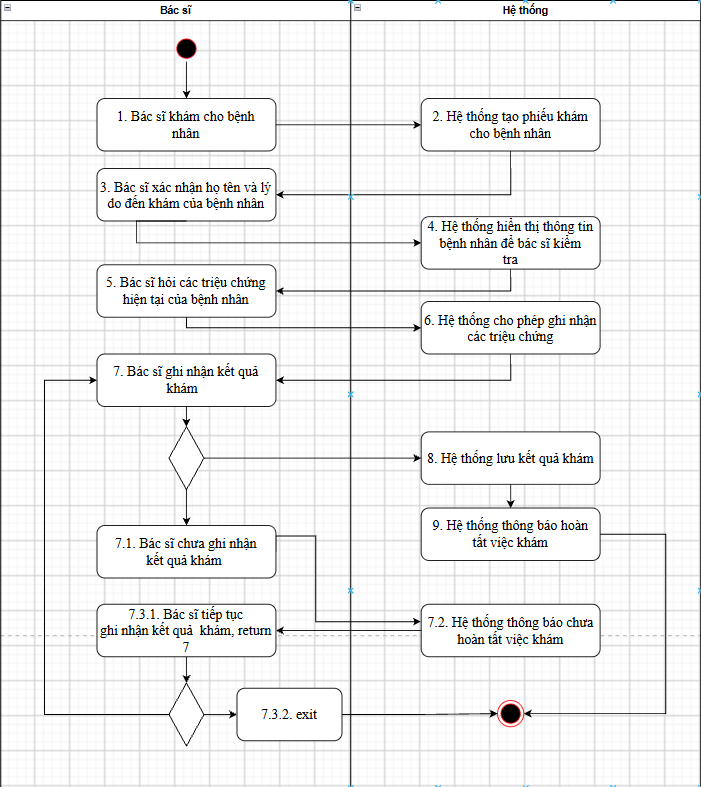 Bác sĩ
Hệ thống
1. Bác sĩ khám cho bệnh
nhân
2. Hệ thống tạo phiếu khám
cho bệnh nhân
3. Bác sĩ xác nhận họ tên và lý
do đến khám của bệnh nhân
4. Hệ thống hiển thị thông tin
bệnh nhân để bác sĩ kiểm
tra
5. Bác sĩ hỏi các triệu chứng
hiện tại của bệnh nhân
6. Hệ thống cho phép ghi nhận
các triệu chứng
7. Bác sĩ ghi nhận kết quả
khám
8. Hệ thống lưu kết quả khám
9. Hệ thống thông báo hoàn
tất việc khám
7.1. Bác sĩ chưa ghi nhận
kết quả khám
7.2. Hệ thống thông báo chưa
hoàn tất việc khám
7.3.1. Bác sĩ tiếp tục
ghi nhận kết quả khám, return
7
7.3.2. exit